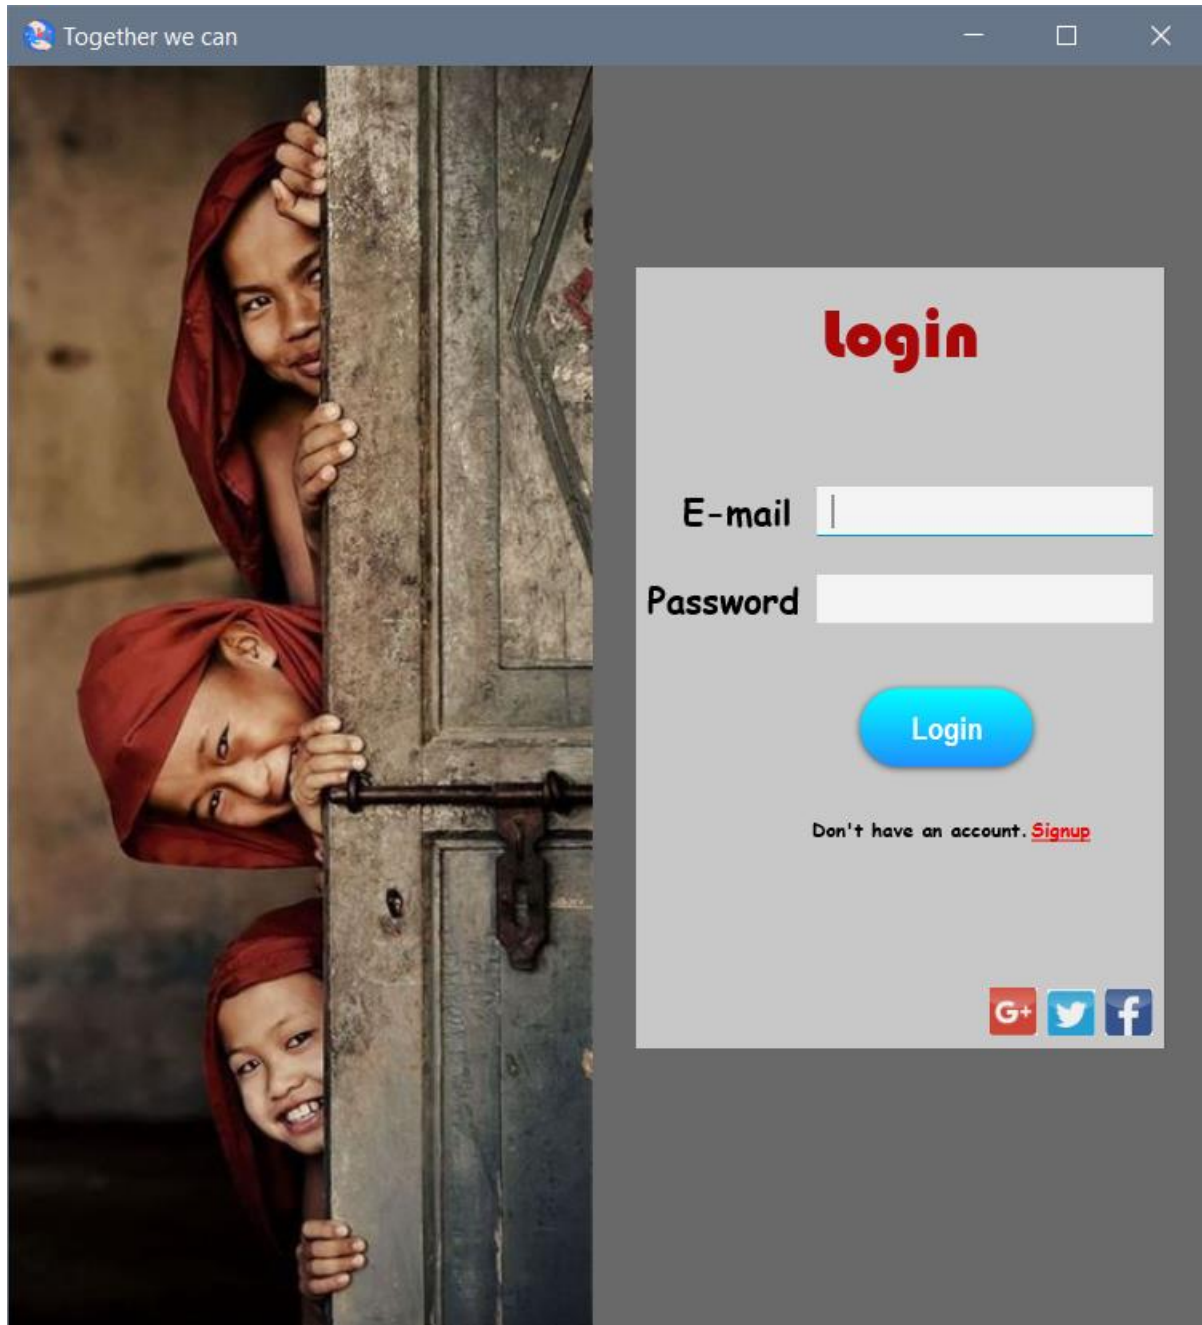 Together we can
Login
E-mail
Password
Login
Don't have an account. Signup
G+